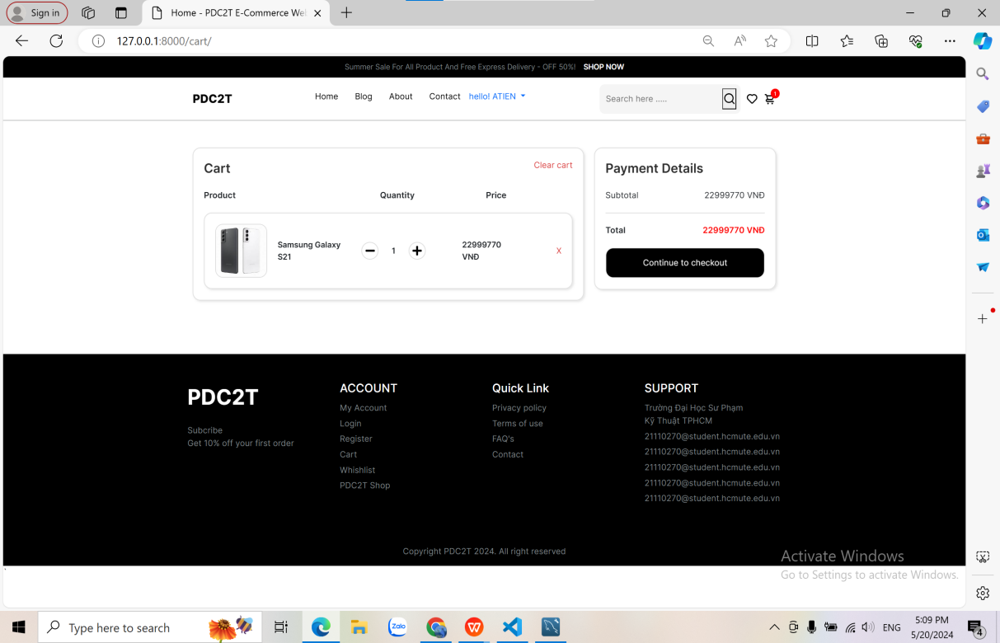 Sign in
Home - PDC2T E-Commerce We
127.0.0.1:8000/cart/
Summer Sale For All Product And Free Express Delivery - OFF 50%! SHOP NOW
PDC2T
Home Blog About Contact hello! ATIEN
Search here .....
1
Cart
Clear cart
Product Quantity Price
Samsung Galaxy
S21
1
22999770
VNĐ
X
Payment Details
Subtotal 22999770 VNĐ
Total 22999770 VNĐ
Continue to checkout
PDC2T
Subcribe
Get 10% off your first order
ACCOUNT
My Account
Login
Register
Cart
Whishlist
PDC2T Shop
Quick Link
Privacy policy
Terms of use
FAQ's
Contact
SUPPORT
Trường Đại Học Sư Phạm
Kỹ Thuật TPHCM
21110270@student.hcmute.edu.vn
21110270@student.hcmute.edu.vn
21110270@student.hcmute.edu.vn
21110270@student.hcmute.edu.vn
21110270@student.hcmute.edu.vn
Copyright PDC2T 2024. All right reserved
Activate Windows
Go to Settings to activate Windows.
Type here to search
Zalo
ENG
5:09 PM
5/20/2024
4